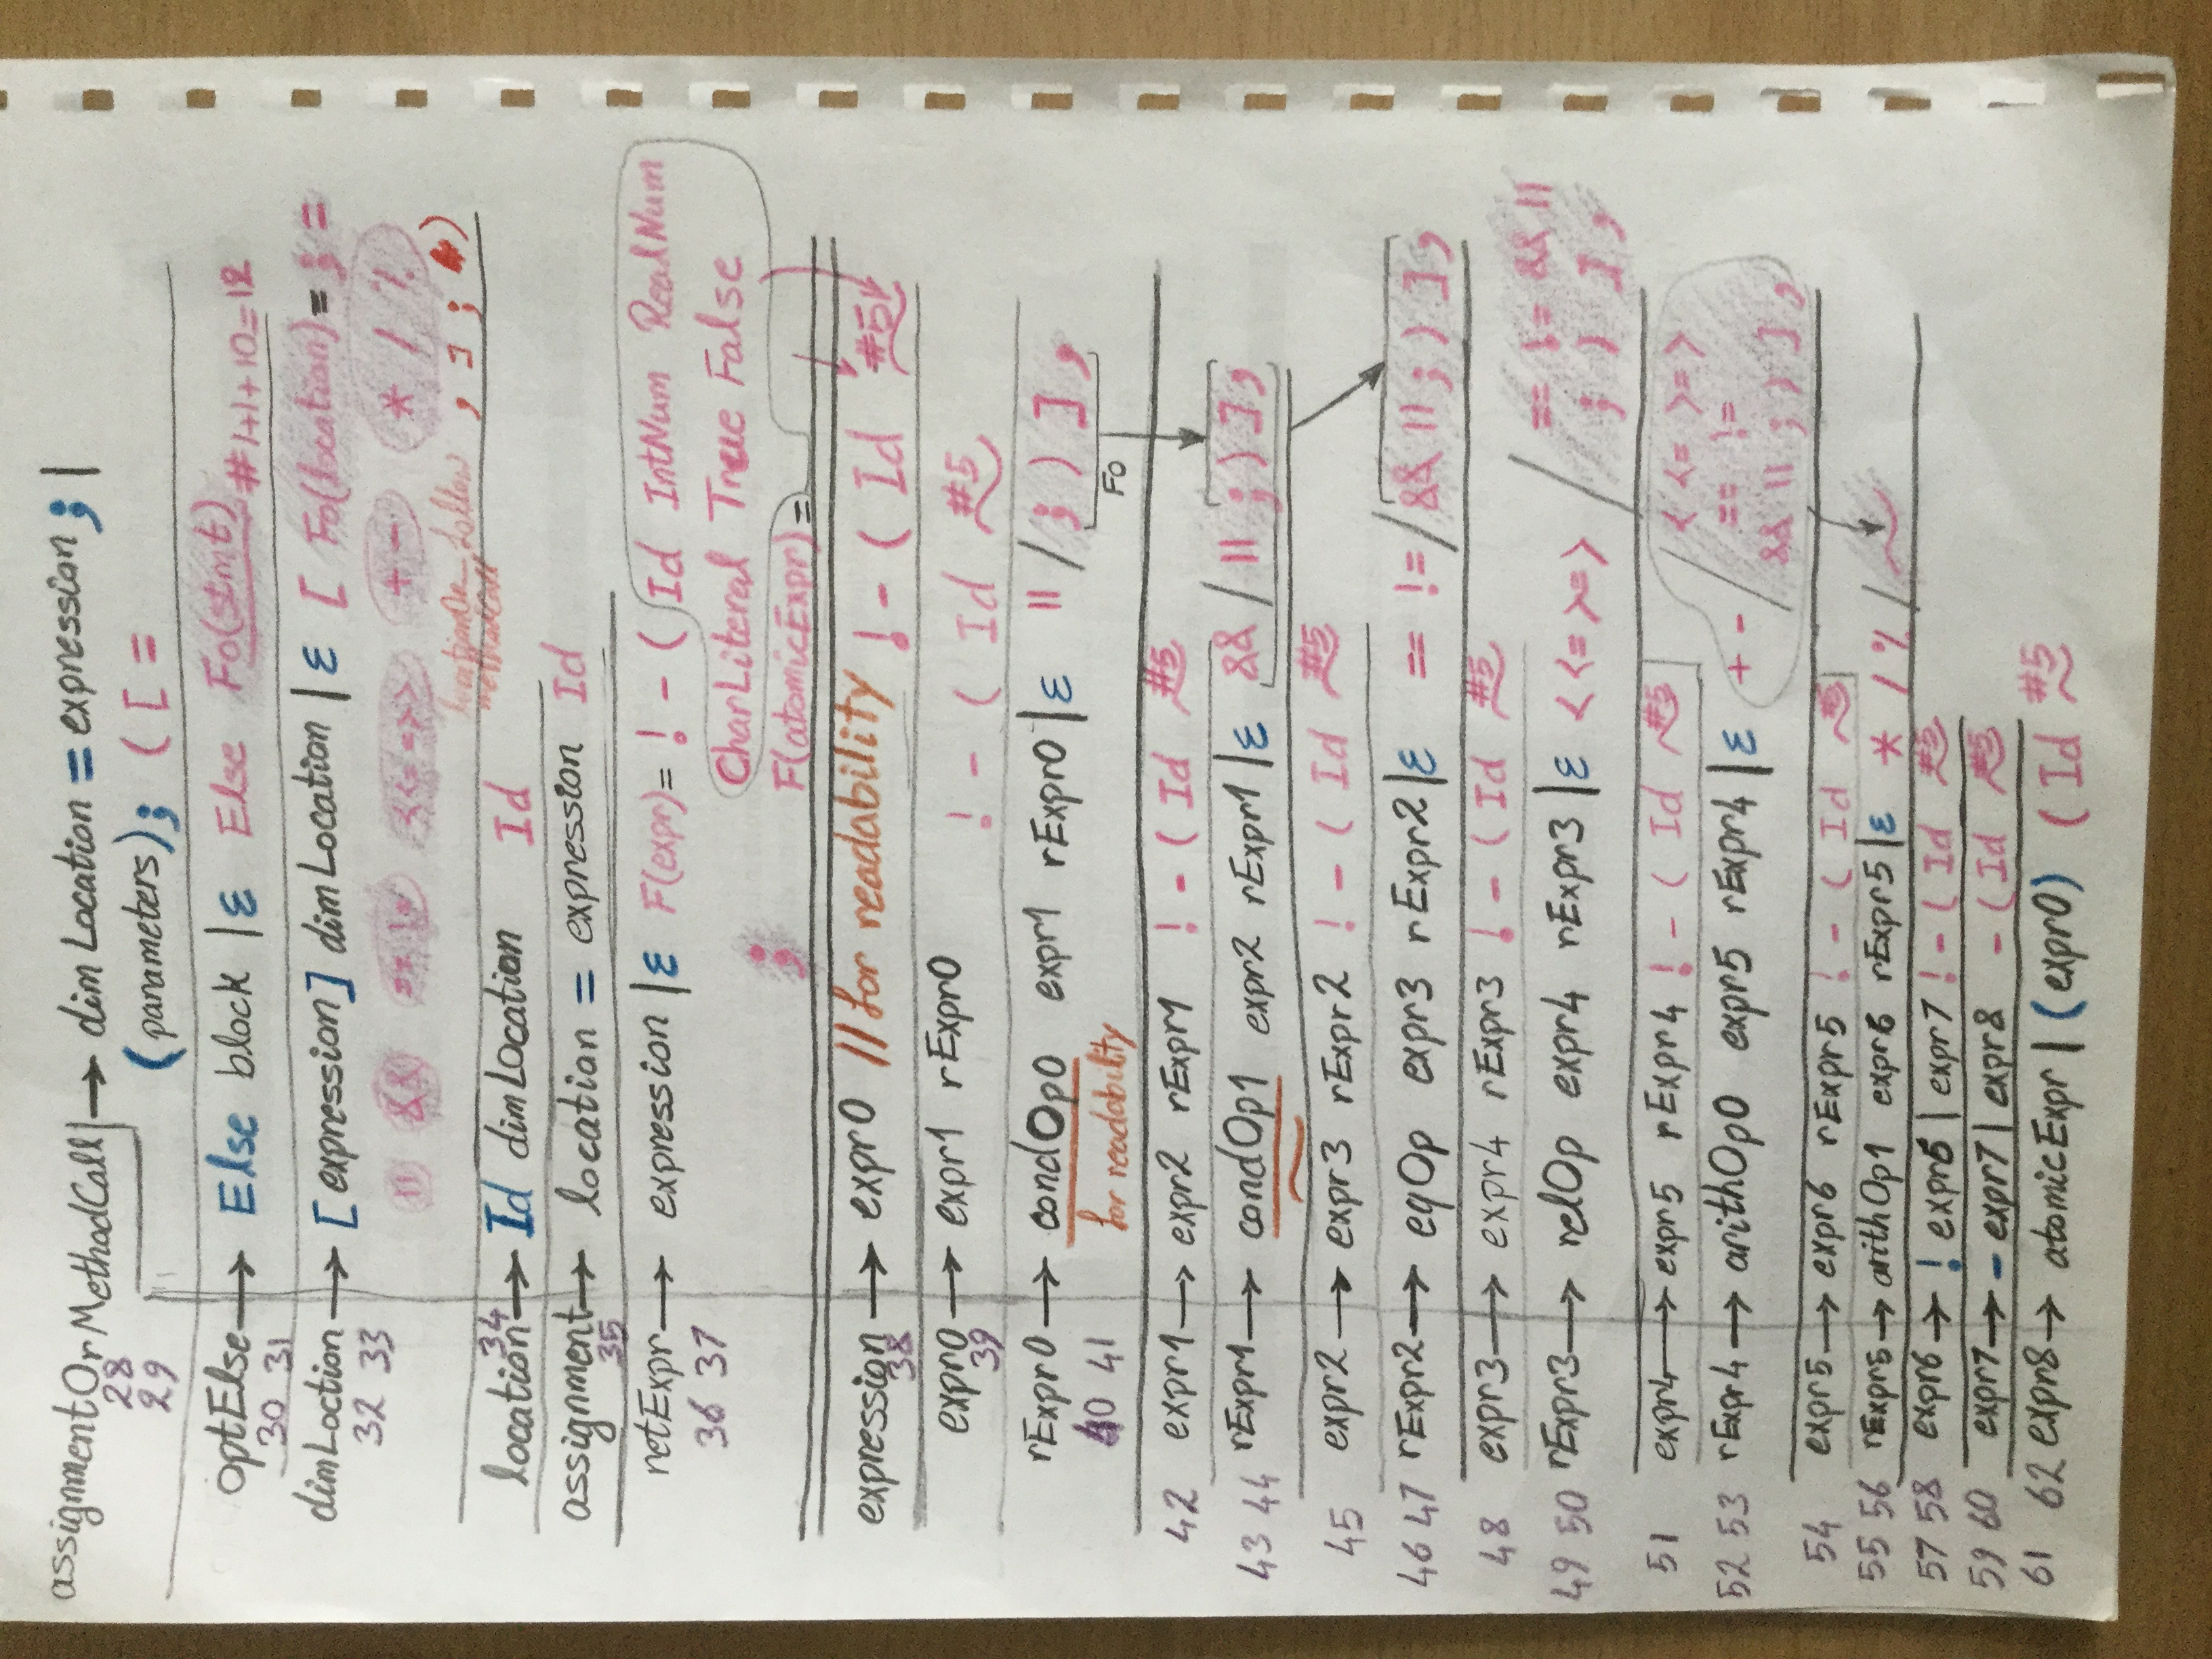 assignmentOrMethodCall → dimLocation = expression ; |
28
29
(parameters) ; ( [ =
optElse → Else block | ε Else Fo(stmt) #1+1+10=12
30 31
dimLoction → [ expression ] dimLocation | ε [ Fo(location) = ; =
32 33
|| && == != < <= => > + - * / %
location_Or_follow
methodCall
, ] ; )
location → Id dimLocation Id
34
assignment → location = expression Id
35
retExpr → expression | ε F(expr) = ! - ( Id IntNum RealNum
36 37
CharLiteral True False
; F(atomicExpr) =
expression → expr0 // for readability ! - ( Id #5
38
expr0 → expr1 rExpr0 ! - ( Id #5
39
rExpr0 → condOp0 expr1 rExpr0 | ε || / ; ) ] ,
40 41
for readability
Fo
42 expr1 → expr2 rExpr1 ! - ( Id #5
43 44 rExpr1 → condOp1 expr2 rExpr1 | ε && / || ; ) ] ,
45 expr2 → expr3 rExpr2 ! - ( Id #5
46 47 rExpr2 → eqOp expr3 rExpr2 | ε == != / && || ; ) ] ,
48 expr3 → expr4 rExpr3 ! - ( Id #5
49 50 rExpr3 → relOp expr4 rExpr3 | ε < <= >= > / == != && ||
; ) ] ,
51 expr4 → expr5 rExpr4 ! - ( Id #5
52 53 rExpr4 → arithOp0 expr5 rExpr4 | ε + - / < <= >= >
== !=
&& || ; ) ] ,
54 expr5 → expr6 rExpr5 ! - ( Id #5
55 56 rExpr5 → arithOp1 expr6 rExpr5 | ε * / % /
57 58 expr6 → ! expr6 | expr7 ! - ( Id #5
59 60 expr7 → - expr7 | expr8 - ( Id #5
61 62 expr8 → atomicExpr | (expr0) ( Id #5